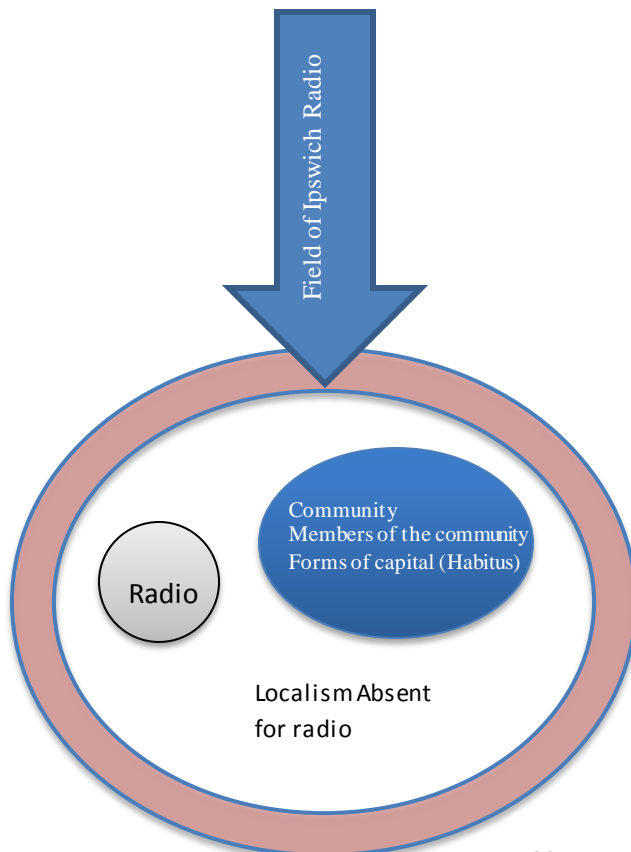 Field of Ipswich Radio
Community
Members of the community
Forms of capital (Habitus)
Radio
Localism Absent
for radio